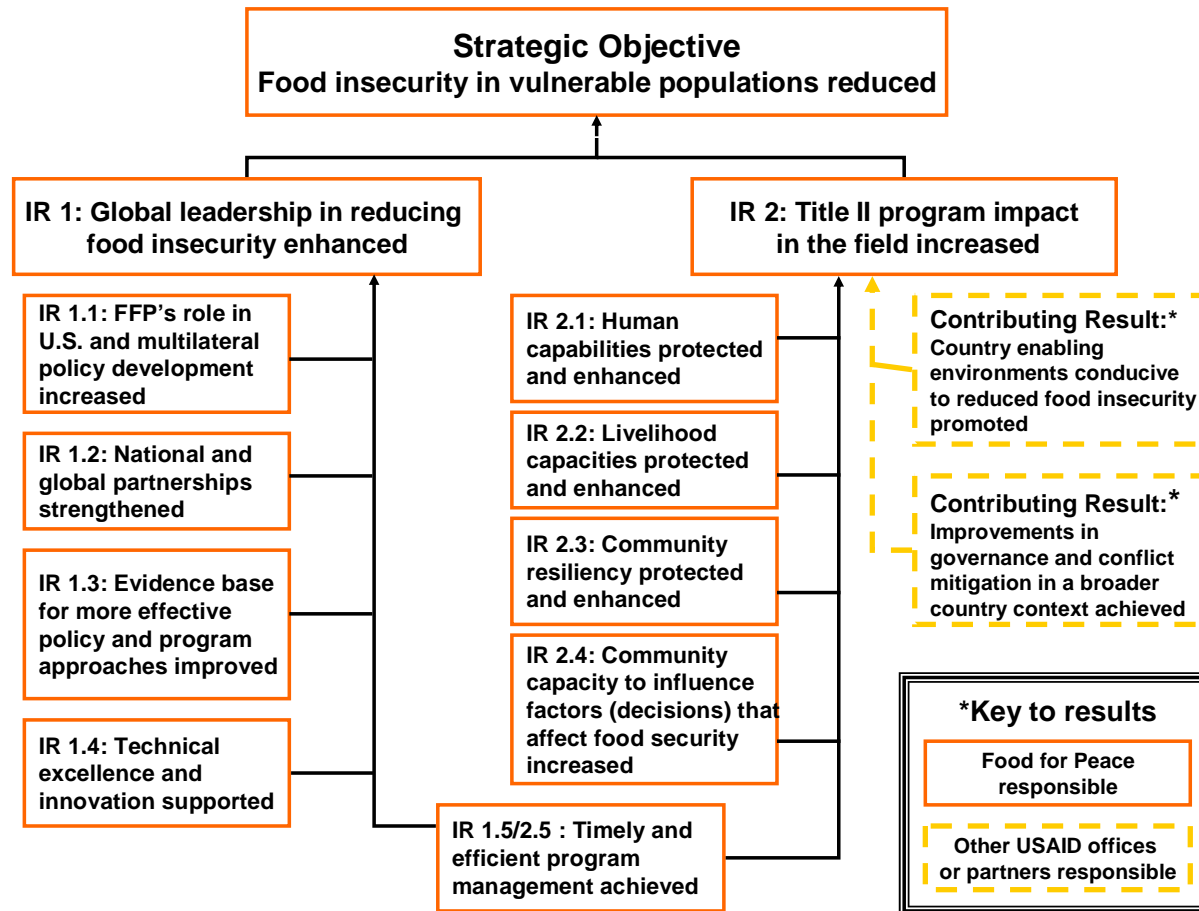 Strategic Objective
Food insecurity in vulnerable populations reduced
IR 1: Global leadership in reducing
food insecurity enhanced
IR 2: Title II program impact
in the field increased
IR 1.1: FFP's role in
U.S. and multilateral
policy development
increased
IR 1.2: National and
global partnerships
strengthened
IR 1.3: Evidence base
for more effective
policy and program
approaches improved
IR 1.4: Technical
excellence and
innovation supported
IR 2.1: Human
capabilities protected
and enhanced
IR 2.2: Livelihood
capacities protected
and enhanced
IR 2.3: Community
resiliency protected
and enhanced
IR 2.4: Community
capacity to influence
factors (decisions) that
affect food security
increased
IR 1.5/2.5 : Timely and
efficient program
management achieved
Contributing Result:*
Country enabling
environments conducive
to reduced food insecurity
promoted
Contributing Result:*
Improvements in
governance and conflict
mitigation in a broader
country context achieved
*Key to results
Food for Peace
responsible
Other USAID offices
or partners responsible